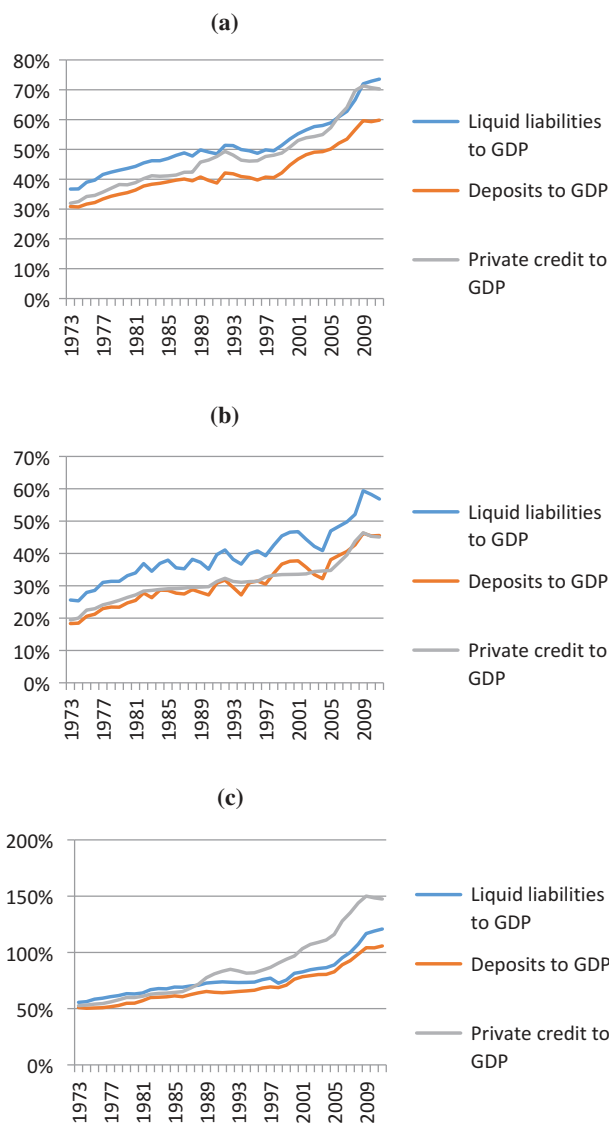 (a)
80%
70%
60%
50%
40%
30%
20%
10%
0%
1973
1977
1981
1985
1989
1993
1997
2001
2005
2009
Liquid liabilities
to GDP
Deposits to GDP
Private credit to
GDP
(b)
70%
60%
50%
40%
30%
20%
10%
0%
1973
1977
1981
1985
1989
1993
1997
2001
2005
2009
Liquid liabilities
to GDP
Deposits to GDP
Private credit to
GDP
(c)
200%
150%
100%
50%
0%
1973
1977
1981
1985
1989
1993
1997
2001
2005
2009
Liquid liabilities
to GDP
Deposits to GDP
Private credit to
GDP